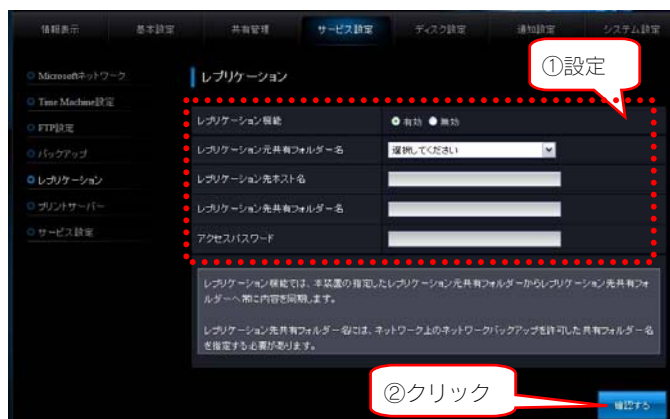 情報表示 基本設定 共有管理 サービス設定 ディスク設定 通知設定 システム設定
①設定
Microsoftネットワーク
Time Machine設定
FTP設定
バックアップ
レプリケーション
プリントサーバー
サービス設定
レプリケーション
レプリケーション機能 有効 無効
レプリケーション元共有フォルダー名 選択してください
レプリケーション先ホスト名
レプリケーション先共有フォルダー名
アクセスパスワード
レプリケーション機能では、本装置の指定したレプリケーション元共有フォルダーからレプリケーション先共有フォ
ルダーへ常に内容を同期します。
レプリケーション先共有フォルダー名には、ネットワーク上のネットワークバックアップを許可した共有フォルダー名
を指定する必要があります。
②クリック
確認する